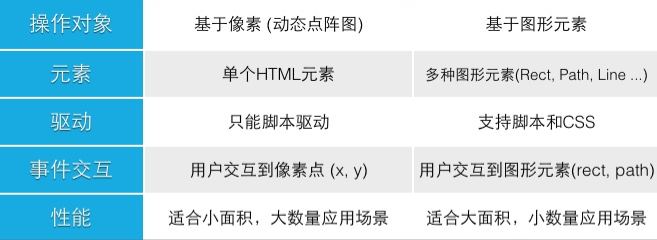 操作对象 基于像素 (动态点阵图) 基于图形元素
元素 单个HTML元素 多种图形元素(Rect, Path, Line ...)
驱动 只能脚本驱动 支持脚本和CSS
事件交互 用户交互到像素点 (x, y) 用户交互到图形元素(rect, path)
性能 适合小面积，大数量应用场景 适合大面积，小数量应用场景